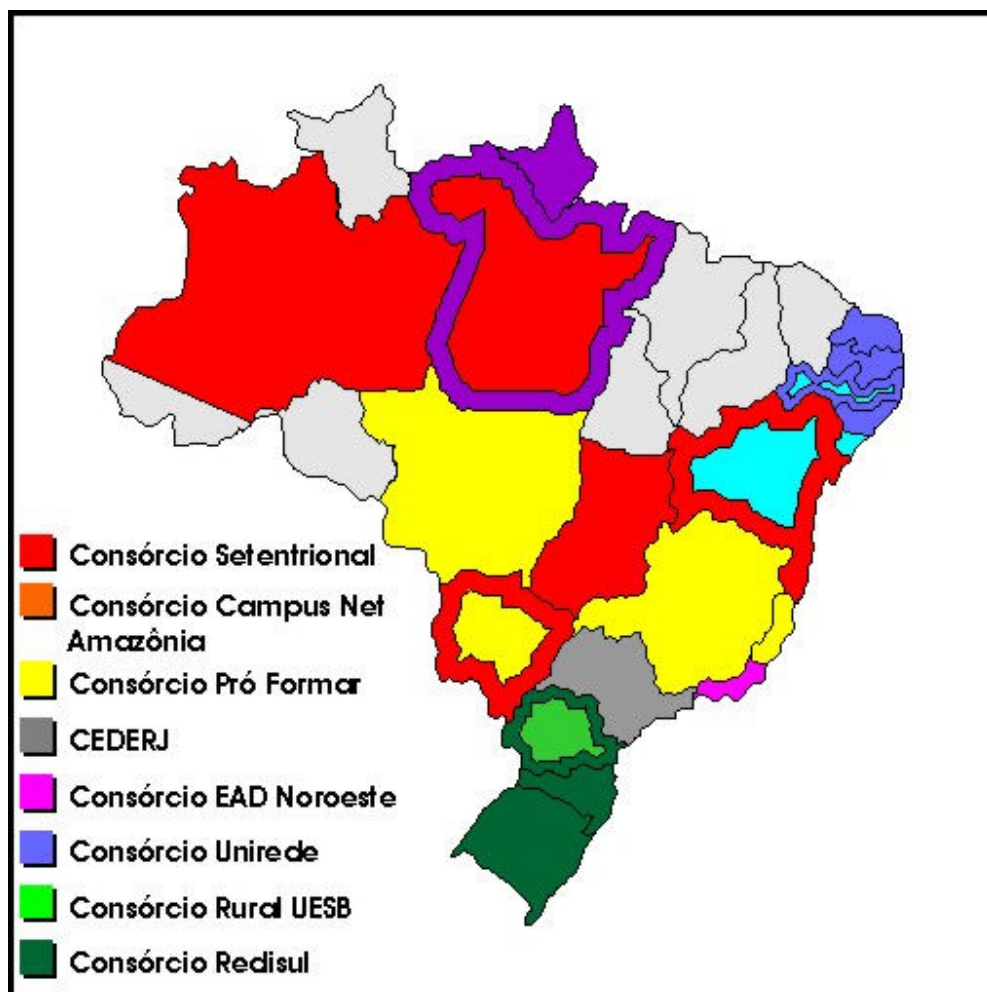 Consórcio Setentrional
Consórcio Campus Net
Amazônia
Consórcio Pró Formar
CEDERJ
Consórcio EAD Noroeste
Consórcio Unirede
Consórcio Rural UESB
Consórcio Redisul